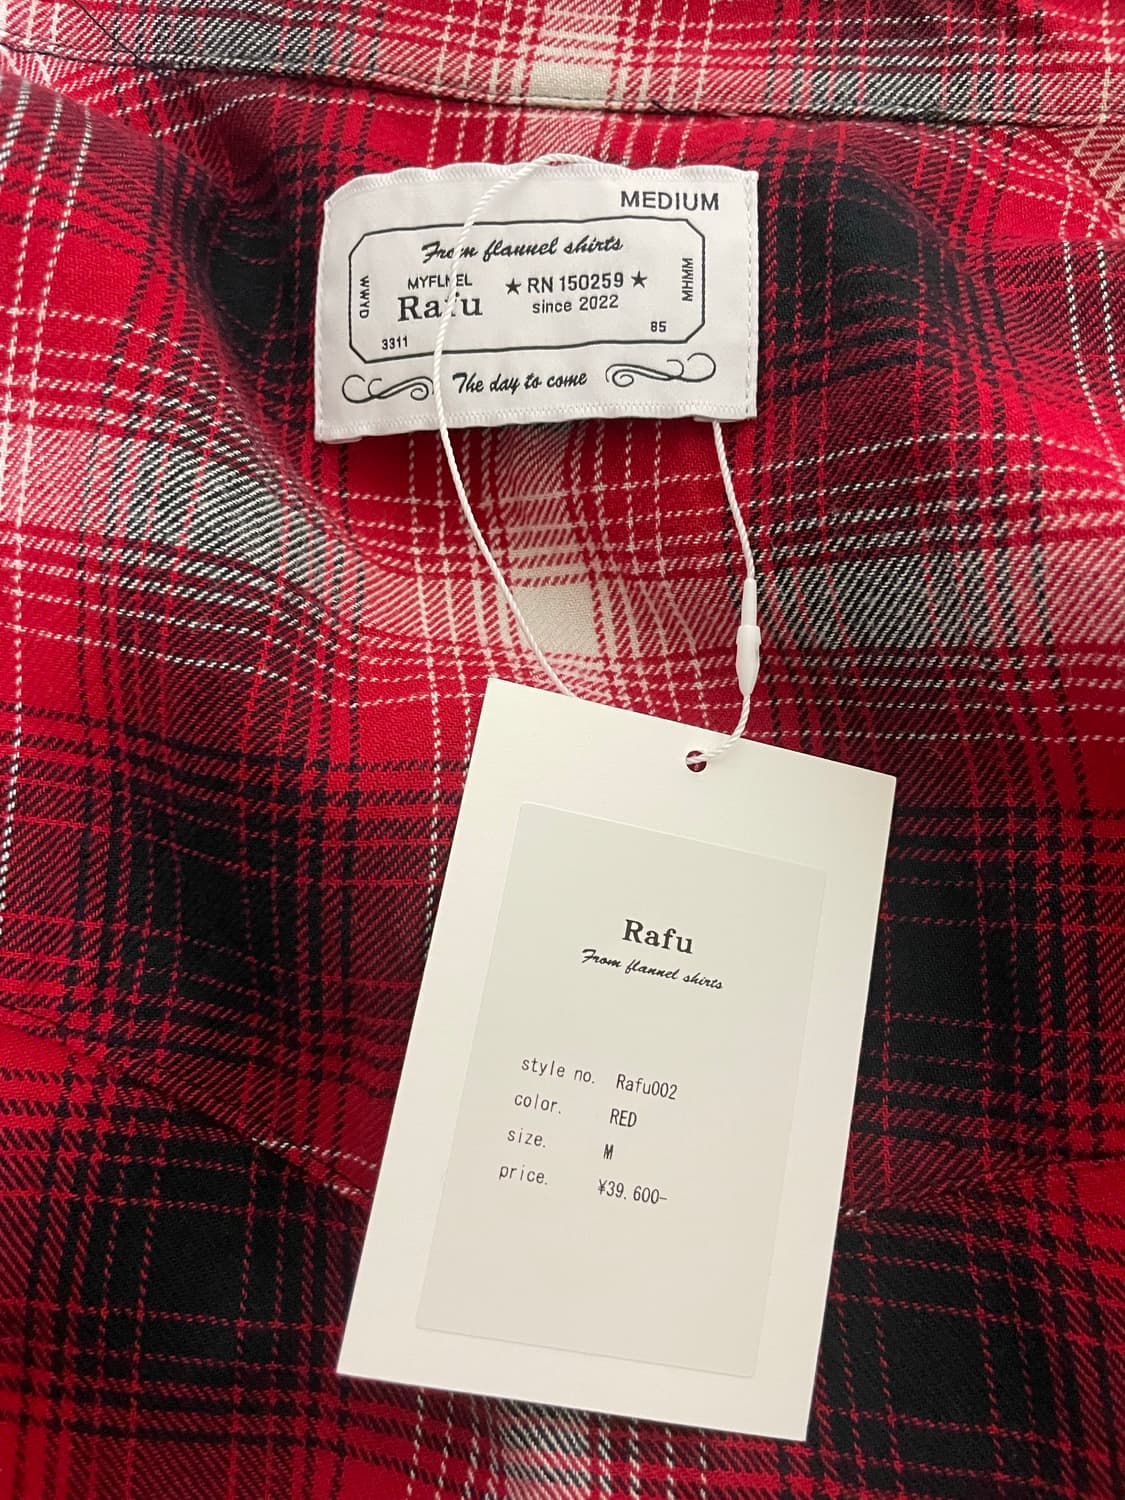 MEDIUM
From flannel shirts
WWYD
MYFLNEL
Rafu
★ RN 150259 ★
since 2022
MHMM
3311
85
The day to come
Rafu
From flannel shirts
style no. Rafu002
color. RED
size. M
price. ¥39.600-